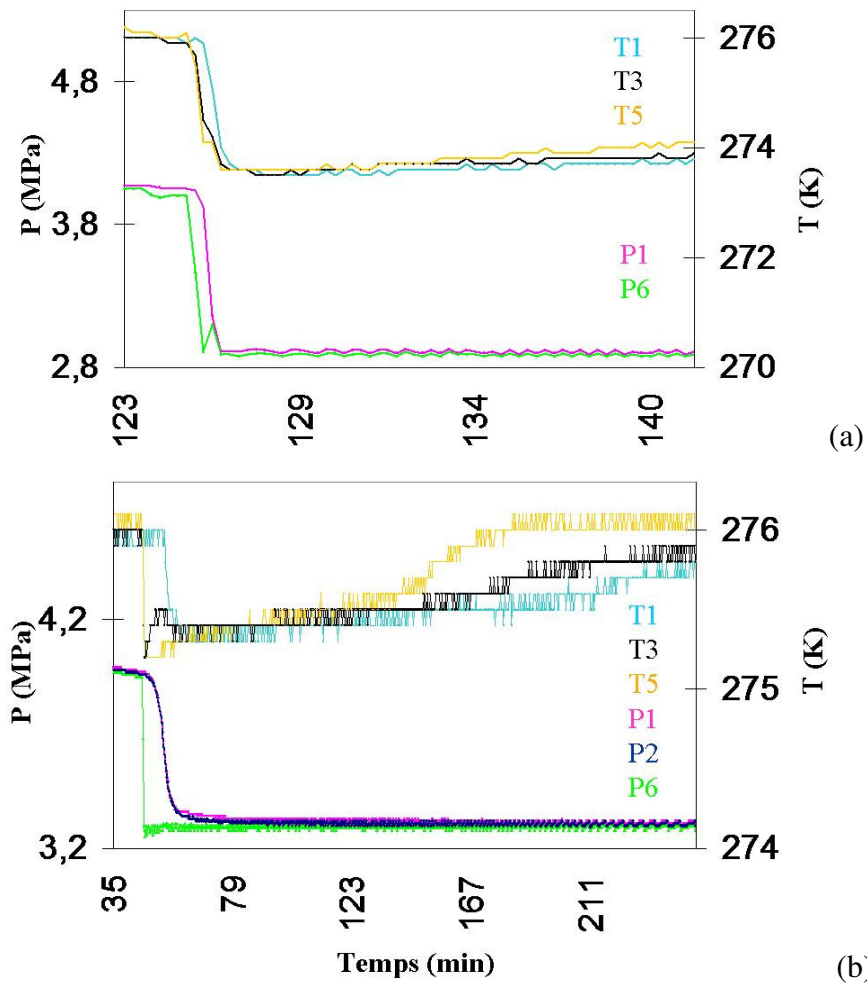 276
T1
T3
T5
4,8
274
P (MPa)
T (K)
3,8
272
P1
P6
2,8
270
123
129
134
140
(a)
276
4,2
T1
T3
P (MPa)
T (K)
275
T5
P1
P2
P6
3,2
274
35
79
123
167
211
Temps (min)
(b)